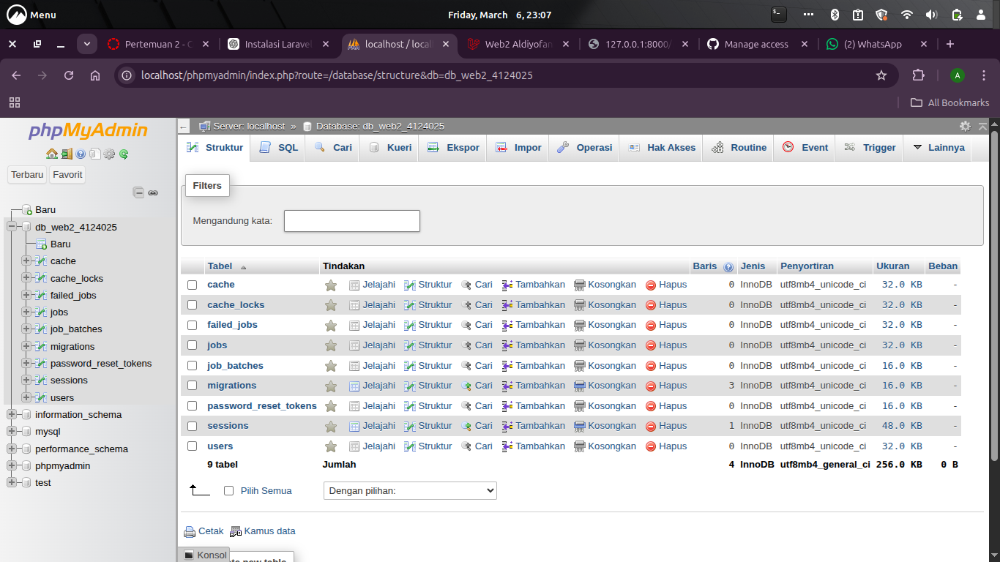 Menu
Friday, March 6, 23:07
Pertemuan 2 - C
Instalasi Laravel
localhost / local
Web2 Aldiyofan
127.0.0.1:8000/
Manage access
(2) WhatsApp
localhost/phpmyadmin/index.php?route=/database/structure&db=db_web2_4124025
A
All Bookmarks
phpMyAdmin
Terbaru Favorit
Baru
db_web2_4124025
Baru
cache
cache_locks
failed_jobs
jobs
job_batches
migrations
password_reset_tokens
sessions
users
information_schema
mysql
performance_schema
phpmyadmin
test
Server: localhost » Database: db_web2_4124025
Struktur SQL Cari Kueri Ekspor Impor Operasi Hak Akses Routine Event Trigger Lainnya
Filters
Mengandung kata:
Tabel Tindakan Baris Jenis Penyortiran Ukuran Beban
cache Jelajahi Struktur Cari Tambahkan Kosongkan Hapus 0 InnoDB utf8mb4_unicode_ci 32.0 KB -
cache_locks Jelajahi Struktur Cari Tambahkan Kosongkan Hapus 0 InnoDB utf8mb4_unicode_ci 32.0 KB -
failed_jobs Jelajahi Struktur Cari Tambahkan Kosongkan Hapus 0 InnoDB utf8mb4_unicode_ci 32.0 KB -
jobs Jelajahi Struktur Cari Tambahkan Kosongkan Hapus 0 InnoDB utf8mb4_unicode_ci 32.0 KB -
job_batches Jelajahi Struktur Cari Tambahkan Kosongkan Hapus 0 InnoDB utf8mb4_unicode_ci 16.0 KB -
migrations Jelajahi Struktur Cari Tambahkan Kosongkan Hapus 3 InnoDB utf8mb4_unicode_ci 16.0 KB -
password_reset_tokens Jelajahi Struktur Cari Tambahkan Kosongkan Hapus 0 InnoDB utf8mb4_unicode_ci 16.0 KB -
sessions Jelajahi Struktur Cari Tambahkan Kosongkan Hapus 1 InnoDB utf8mb4_unicode_ci 48.0 KB -
users Jelajahi Struktur Cari Tambahkan Kosongkan Hapus 0 InnoDB utf8mb4_unicode_ci 32.0 KB -
9 tabel Jumlah 4 InnoDB utf8mb4_general_ci 256.0 KB 0 B
Pilih Semua Dengan pilihan:
Cetak Kamus data
Konsol
new table